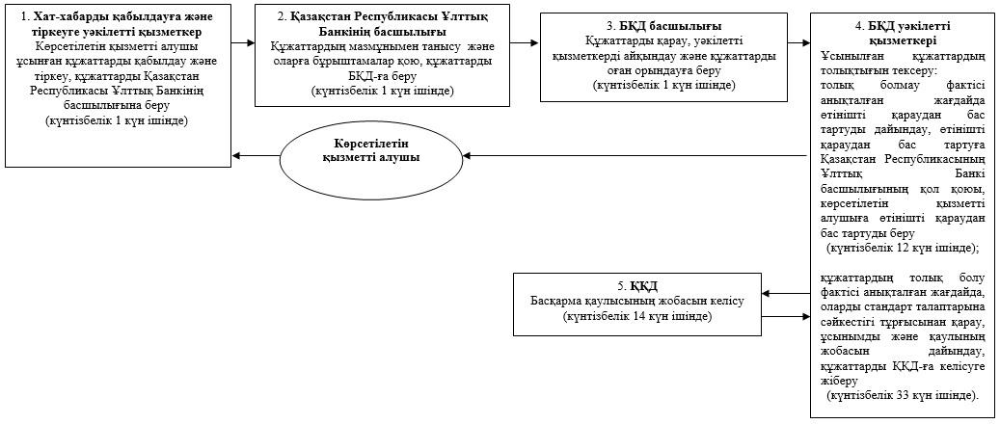 1. Хат-хабарды қабылдауға және
тіркеуге уәкілетті қызметкер
Көрсетілетін қызметті алушы
ұсынған құжаттарды қабылдау және
тіркеу, құжаттарды Қазақстан
Республикасы Ұлттық Банкінің
басшылығына беру
(күнтізбелік 1 күн ішінде)
2. Қазақстан Республикасы Ұлттық
Банкінің басшылығы
Құжаттардың мазмұнымен танысу және
оларға бұрыштамалар қою, құжаттарды
БҚД-ға беру
(күнтізбелік 1 күн ішінде)
3. БҚД басшылығы
Құжаттарды қарау, уәкілетті
қызметкерді айқындау және құжаттарды
оған орындауға беру
(күнтізбелік 1 күн ішінде)
4. БҚД уәкілетті
қызметкері
Ұсынылған құжаттардың
толықтығын тексеру:
толық болмау фактісі
анықталған жағдайда
өтінішті қараудан бас
тартуды дайындау, өтінішті
қараудан бас тартуға
Қазақстан Республикасының
Ұлттық Банкі
басшылығының қол қоюы,
көрсетілетін қызметті
алушыға өтінішті қараудан
бас тартуды беру
(күнтізбелік 12 күн ішінде);
құжаттардың толық болу
фактісі анықталған жағдайда,
оларды стандарт талаптарына
сәйкестігі тұрғысынан қарау,
ұсынымды және қаулының
жобасын дайындау,
құжаттарды ҚҚД-ға келісуге
жіберу
(күнтізбелік 33 күн ішінде).
Көрсетілетін
қызметті алушы
5. ҚҚД
Басқарма қаулысының жобасын келісу
(күнтізбелік 14 күн ішінде)